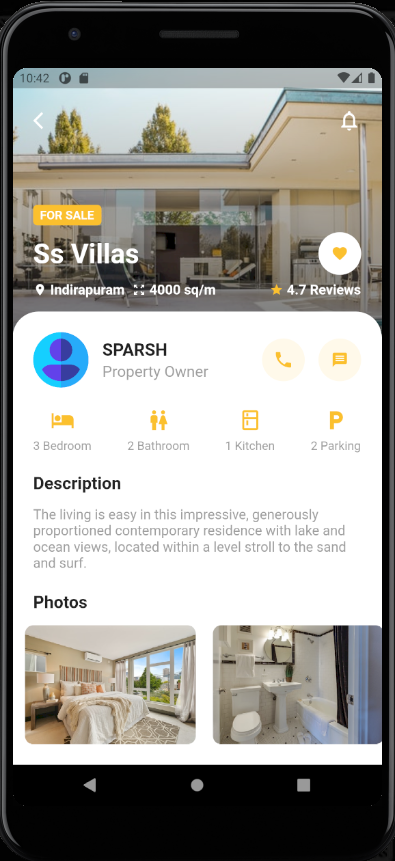 10:42
FOR SALE
Ss Villas
Indirapuram 4000 sq/m 4.7 Reviews
SPARSH
Property Owner
3 Bedroom 2 Bathroom 1 Kitchen 2 Parking
Description
The living is easy in this impressive, generously
proportioned contemporary residence with lake and
ocean views, located within a level stroll to the sand
and surf.
Photos